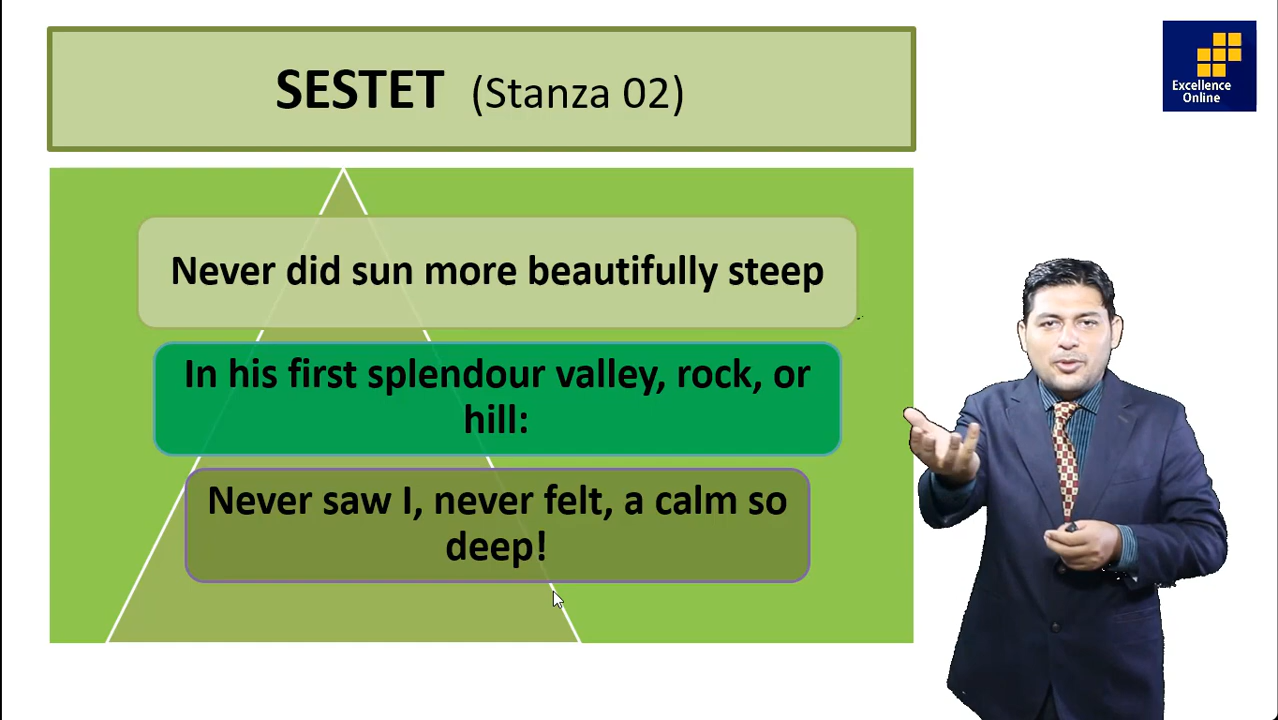 SESTET (Stanza 02)
Excellence
Online
Never did sun more beautifully steep
In his first splendour valley, rock, or
hill:
Never saw I, never felt, a calm so
deep!